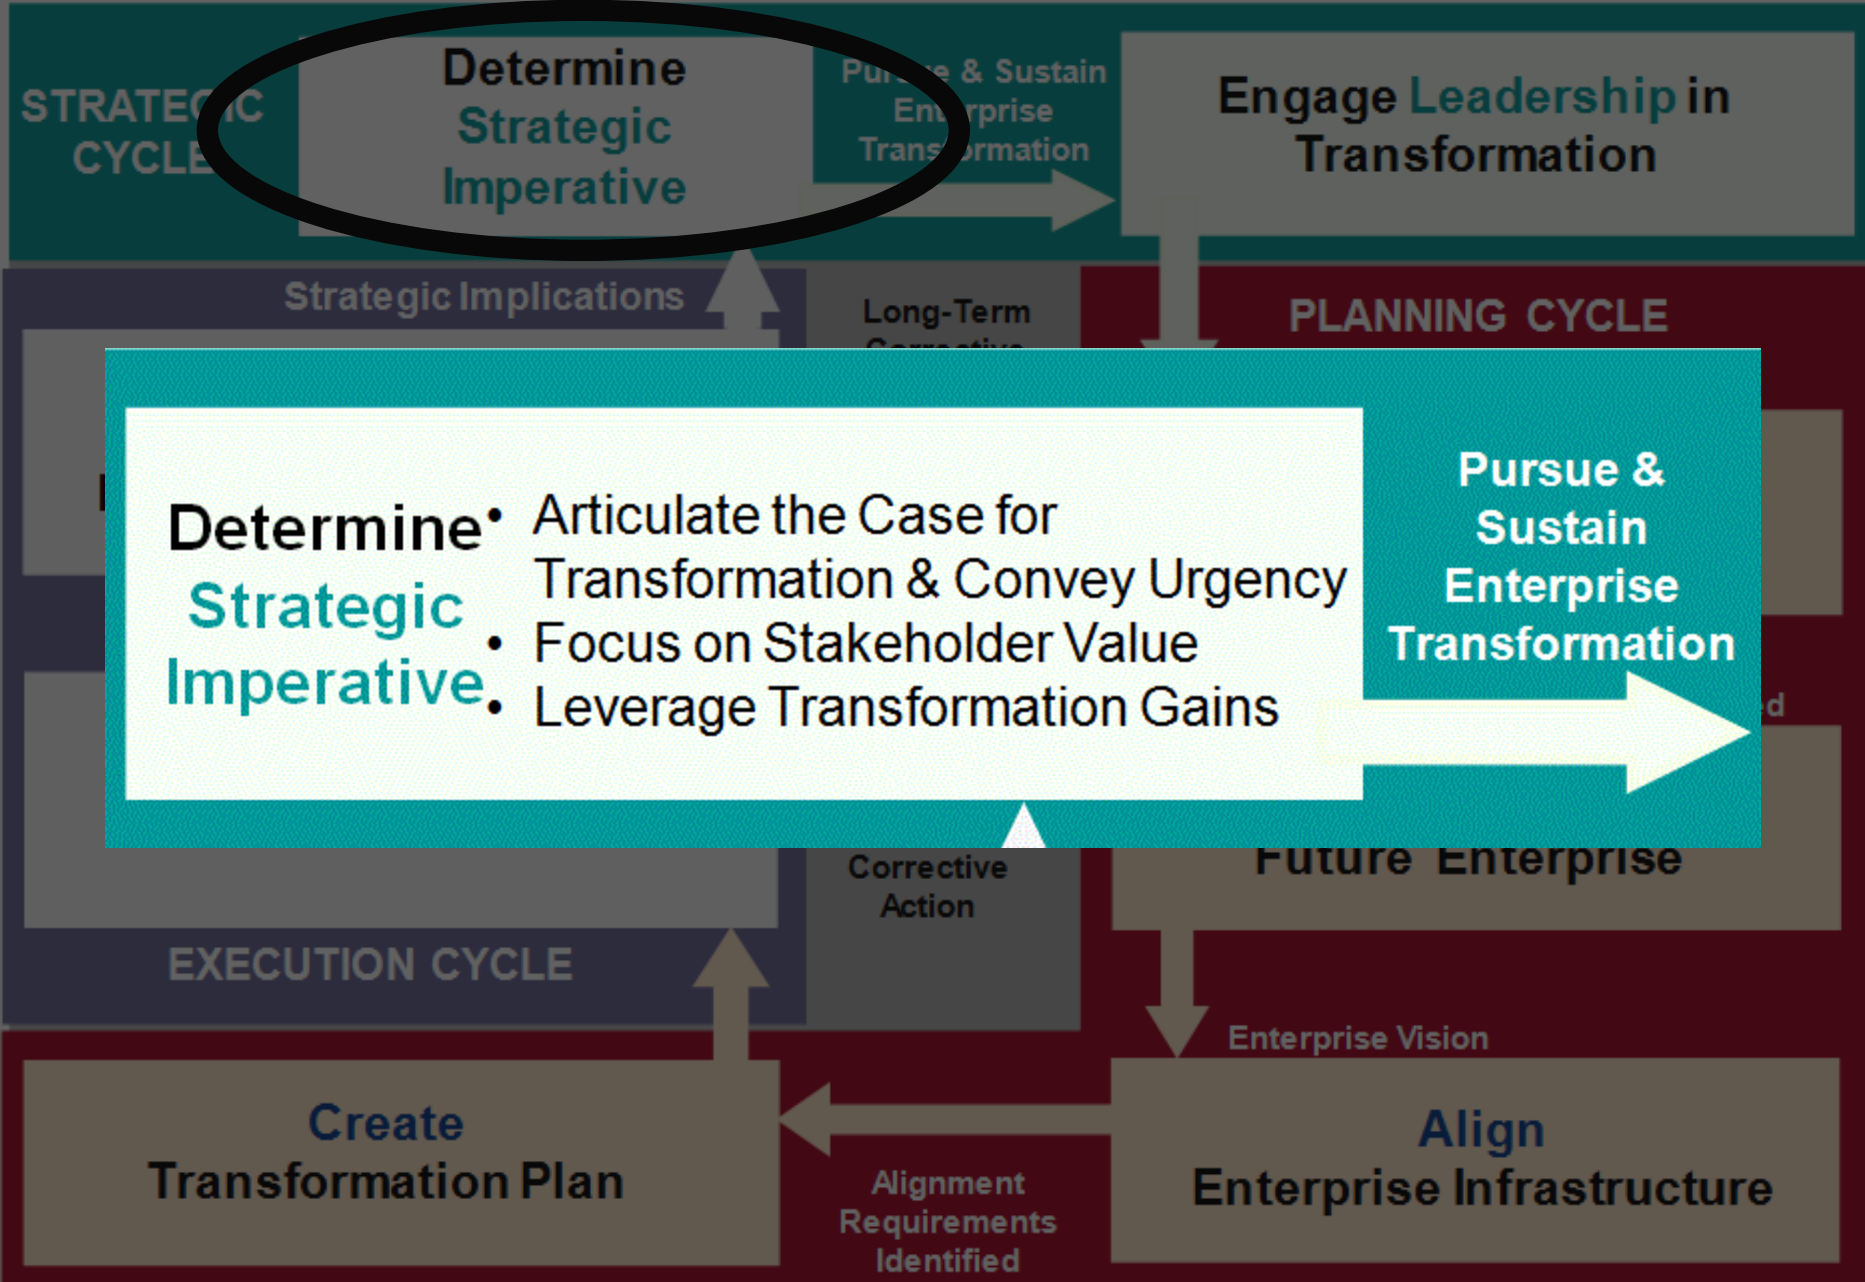 STRATEGIC
CYCLE
Determine
Strategic
Imperative
Pursue & Sustain
Enterprise
Transformation
Engage Leadership in
Transformation
Strategic Implications
Long-Term
Corrective
PLANNING CYCLE
Determine
Strategic
Imperative
• Articulate the Case for
Transformation & Convey Urgency
• Focus on Stakeholder Value
• Leverage Transformation Gains
Pursue &
Sustain
Enterprise
Transformation
Future Enterprise
Corrective
Action
EXECUTION CYCLE
Enterprise Vision
Create
Transformation Plan
Alignment
Requirements
Identified
Align
Enterprise Infrastructure